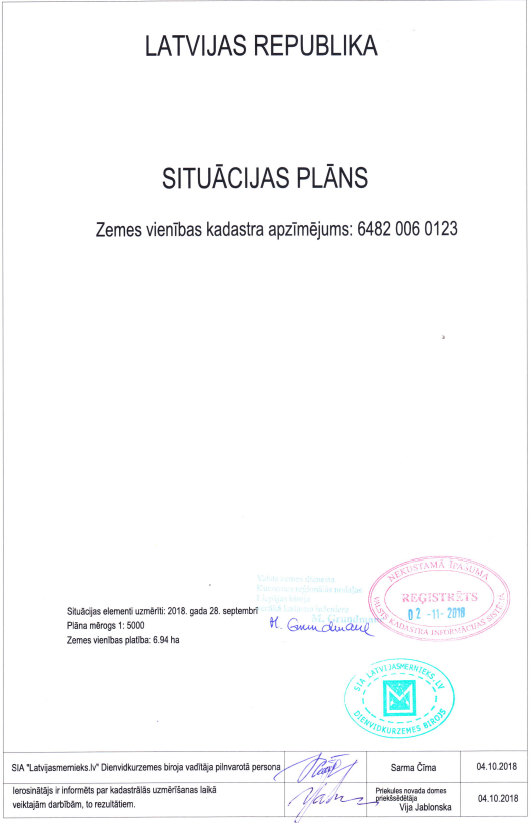 LATVIJAS REPUBLIKA
SITUĀCIJAS PLĀNS
Zemes vienības kadastra apzīmējums: 6482 006 0123
Situācijas elementi uzmērīti: 2018. gada 28. septembrī
Plāna mērogs 1: 5000
Zemes vienības platība: 6.94 ha
Valsts zemes dienesta
NEKUSTAMĀ ĪPAŠUMA
REĢISTRĒTS
02 -11- 2018
VALSTS KADASTRA INFORMĀCIJAS SISTĒMĀ
SIA LATVIJASMERNIEKS.LV
DIENVIDKURZEMES BIROJS
SIA "Latvijasmernieks.lv" Dienvidkurzemes biroja vadītāja pilnvarotā persona
Sarma Čīma
04.10.2018
Ierosinātājs ir informēts par kadastrālās uzmērīšanas laikā
veiktajām darbībām, to rezultātiem.
Priekules novada domes
priekšsēdētāja
Vija Jablonska
04.10.2018